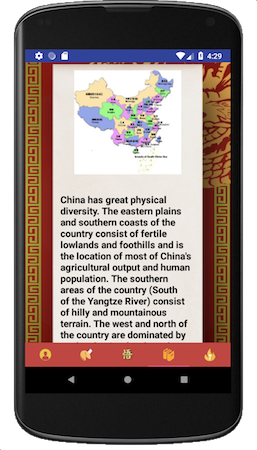 4:29
China has great physical
diversity. The eastern plains
and southern coasts of the
country consist of fertile
lowlands and foothills and is
the location of most of China's
agricultural output and human
population. The southern
areas of the country (South
of the Yangtze River) consist
of hilly and mountainous
terrain. The west and north of
the country are dominated by
悟